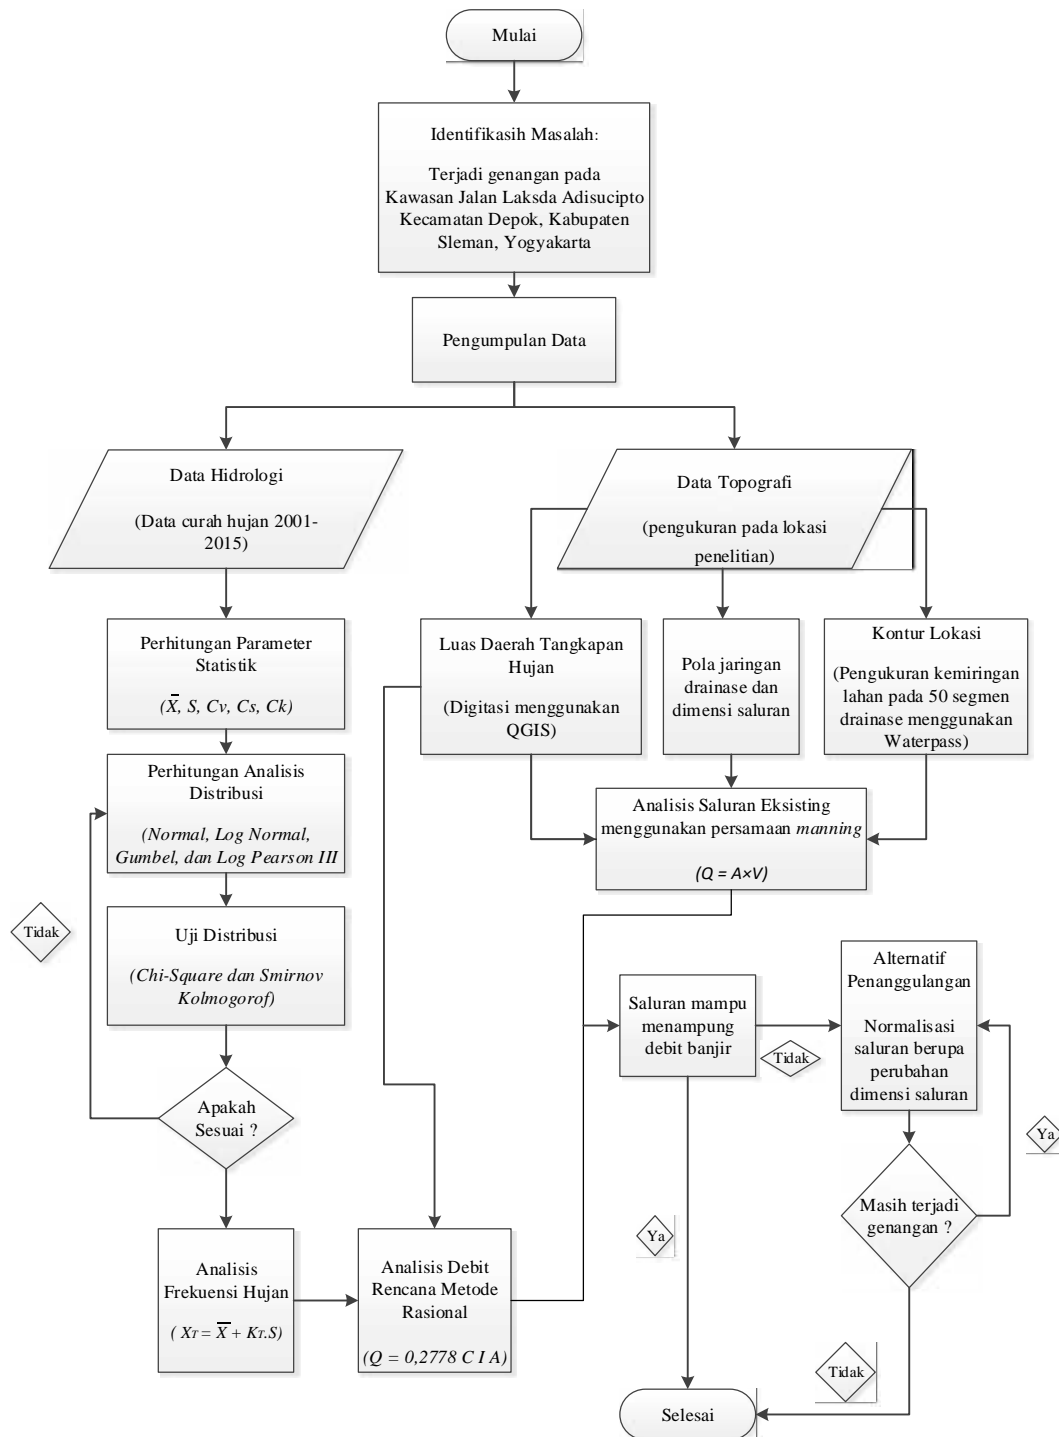 Mulai
Identifikasih Masalah:
Terjadi genangan pada
Kawasan Jalan Laksda Adisucipto
Kecamatan Depok, Kabupaten
Sleman, Yogyakarta
Pengumpulan Data
Data Hidrologi
(Data curah hujan 2001-
2015)
Data Topografi
(pengukuran pada lokasi
penelitian)
Perhitungan Parameter
Statistik
(X̅, S, Cv, Cs, Ck)
Luas Daerah Tangkapan
Hujan
(Digitasi menggunakan
QGIS)
Pola jaringan
drainase dan
dimensi saluran
Kontur Lokasi
(Pengukuran kemiringan
lahan pada 50 segmen
drainase menggunakan
Waterpass)
Perhitungan Analisis
Distribusi
(Normal, Log Normal,
Gumbel, dan Log Pearson III
Analisis Saluran Eksisting
menggunakan persamaan manning
(Q = A×V)
Tidak
Uji Distribusi
(Chi-Square dan Smirnov
Kolmogorof)
Saluran mampu
menampung
debit banjir
Tidak
Alternatif
Penanggulangan
Normalisasi
saluran berupa
perubahan
dimensi saluran
Apakah
Sesuai ?
Ya
Masih terjadi
genangan ?
Ya
Analisis
Frekuensi Hujan
( XT = X̅ + KT.S)
Analisis Debit
Rencana Metode
Rasional
(Q = 0,2778 C I A)
Tidak
Selesai